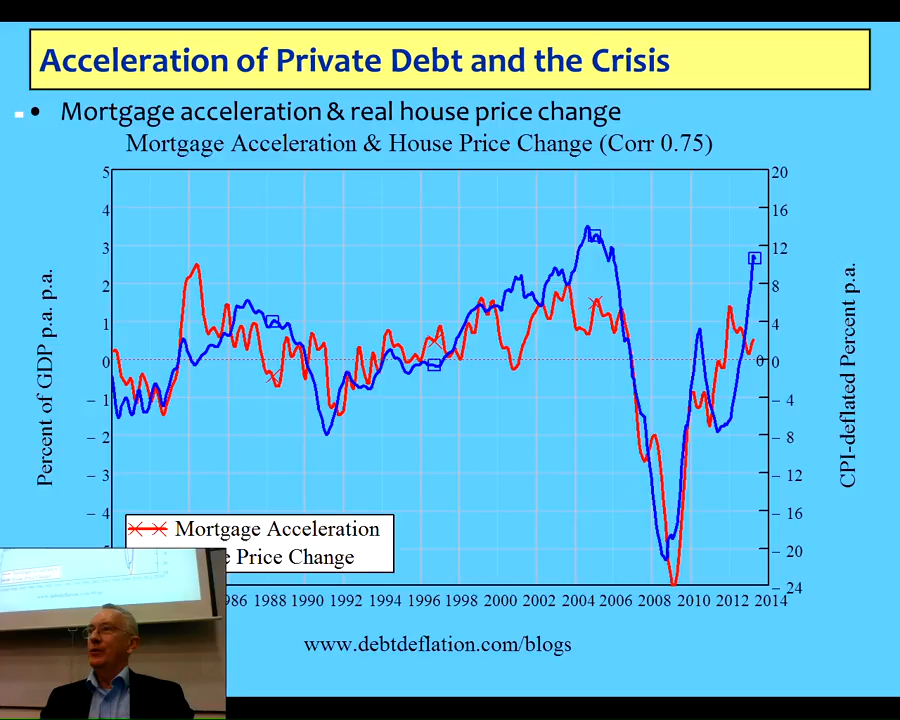 Acceleration of Private Debt and the Crisis
• Mortgage acceleration & real house price change
Mortgage Acceleration & House Price Change (Corr 0.75)
5
4
3
2
1
0
– 1
– 2
– 3
– 4
Percent of GDP p.a. p.a.
20
16
12
8
4
0
0
– 4
– 8
– 12
– 16
– 20
– 24
CPI-deflated Percent p.a.
Mortgage Acceleration
Price Change
86 1988 1990 1992 1994 1996 1998 2000 2002 2004 2006 2008 2010 2012 2014
www.debtdeflation.com/blogs